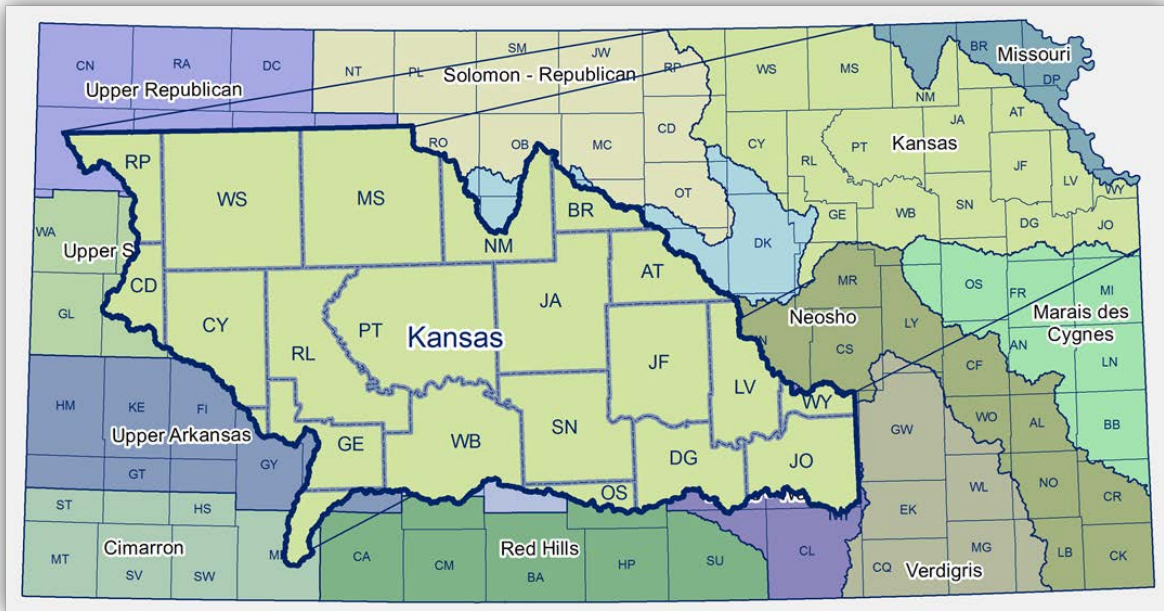 CN RA DC
Upper Republican
NT PL SM JW RP
Solomon - Republican
WS MS NM BR DP
Missouri
RO OB MC CD
CY RL PT JA AT
Kansas
JF LV WY
OT DK GE WB SN DG JO
WA
Upper S
GL
RP WS MS NM BR
CD CY RL PT JA AT
Kansas
JF LV WY
GE WB SN DG JO
OS
MR LY
Neosho
CS CF
OS FR MI
Marais des
Cygnes
AN LN
BB
HM KE FI
Upper Arkansas
GT GY
ST HS
Cimarron
MT SV SW
CA CM BA HP SU
Red Hills
CL
GW WO AL
EK WL NO CR
CQ MG LB CK
Verdigris